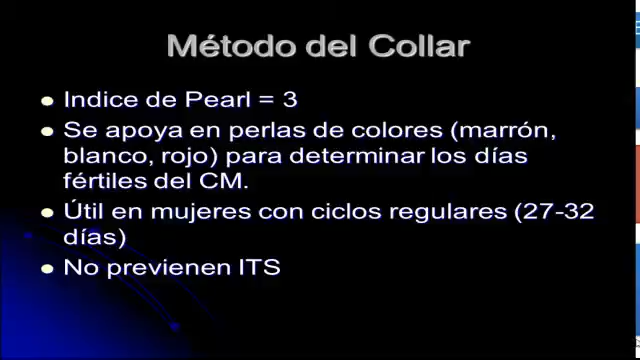 Método del Collar
Indice de Pearl = 3
Se apoya en perlas de colores (marrón,
blanco, rojo) para determinar los días
fértiles del CM.
Útil en mujeres con ciclos regulares (27-32
días)
No previenen ITS